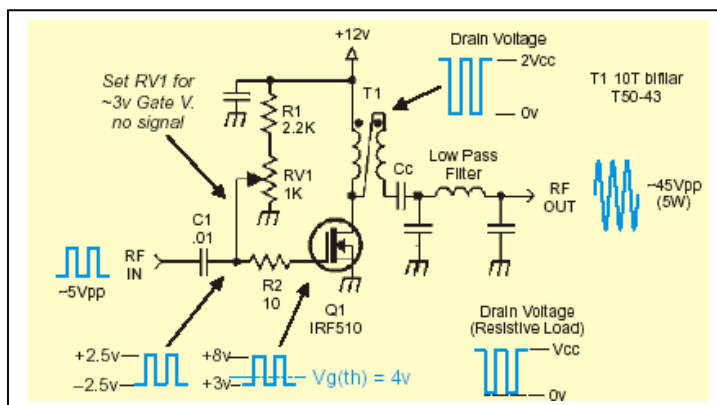 +12v
Drain Voltage
2Vcc
0v
T1 10T bifilar
T50-43
Set RV1 for
~3v Gate V.
no signal
R1
2.2K
T1
RV1
1K
Cc
Low Pass
Filter
RF
OUT
~45Vpp
(5W)
C1
.01
RF
IN
~5Vpp
R2
10
Q1
IRF510
Drain Voltage
(Resistive Load)
Vcc
0v
+2.5v
−2.5v
+8v
+3v
Vg(th) = 4v